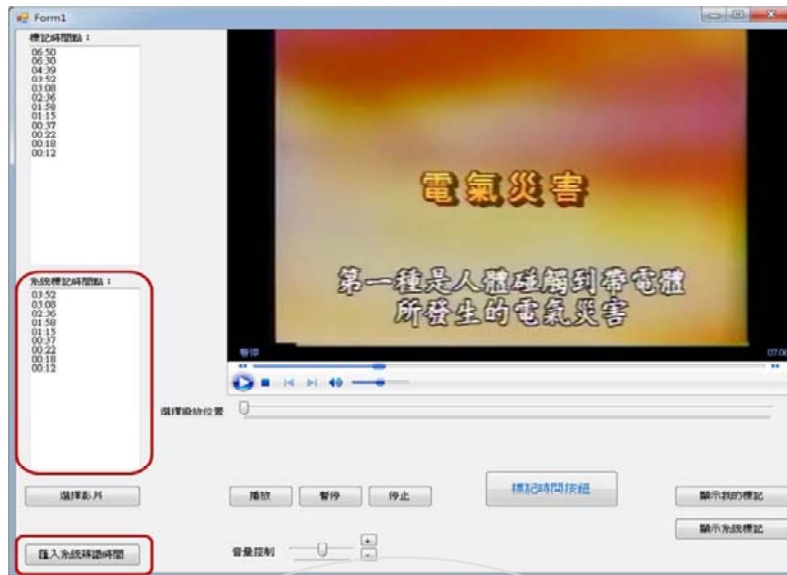 Form1
標記時間點：
06:50
06:30
04:39
03:52
03:08
02:36
01:58
01:15
00:37
00:22
00:18
00:12
系統標記時間點：
03:52
03:08
02:36
01:58
01:15
00:37
00:22
00:18
00:12
電氣災害
第一種是人體碰觸到帶電體
所發生的電氣災害
暫停
07:00
選擇播放位置
選擇影片
播放
暫停
停止
標記時間按鈕
顯示我的標記
顯示系統標記
匯入系統辨識時間
音量控制
+
-